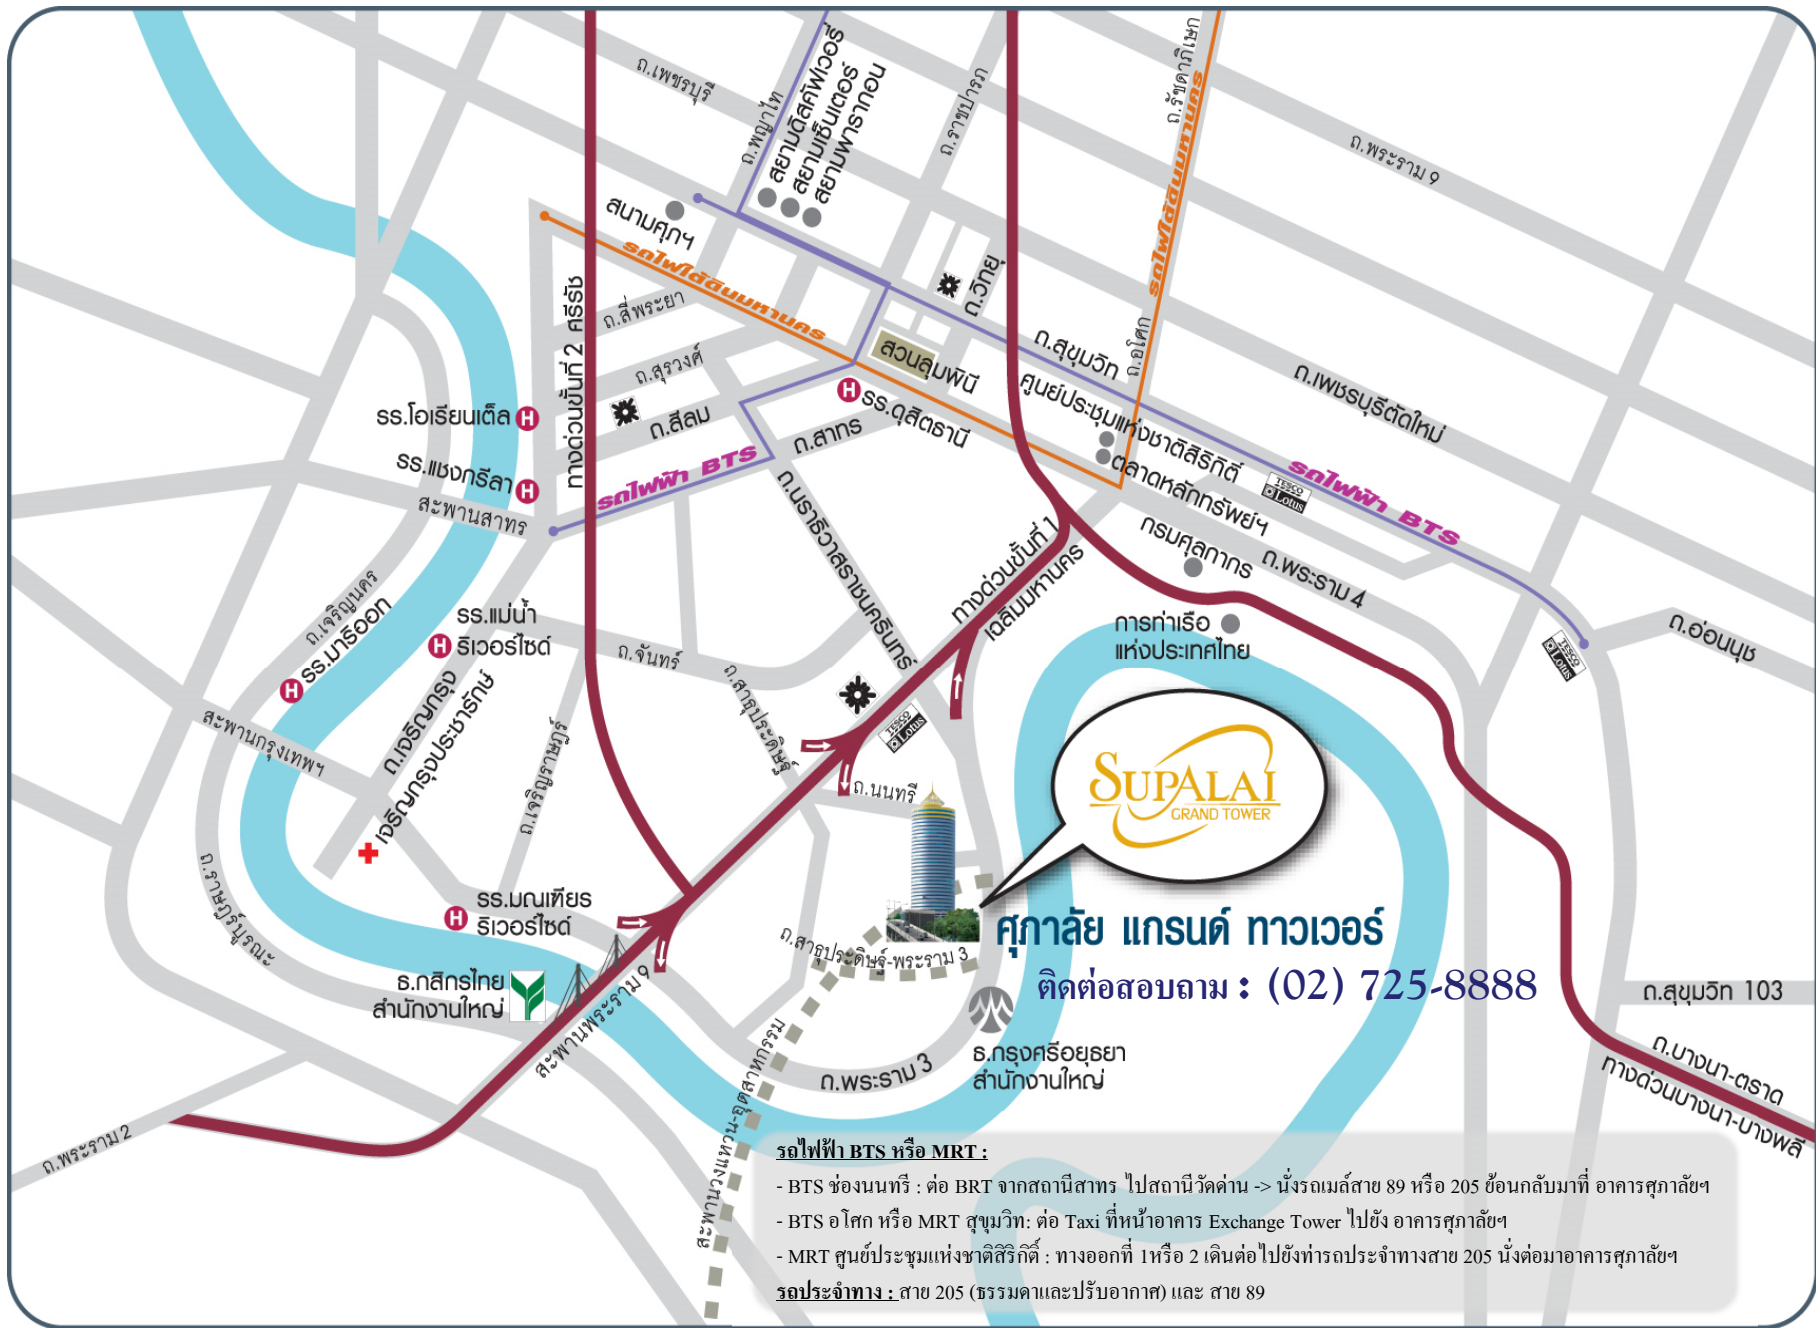 ถ.เพชรบุรี
ถ.พญาไท
สยามดิสคัฟเวอรี่
สยามเซ็นเตอร์
สยามพารากอน
ถ.ราชปรารภ
ถ.รัชดาภิเษก
รถไฟใต้ดินมหานคร
ถ.พระราม 9
สนามศุภฯ
รถไฟใต้ดินมหานคร
ถ.วิทยุ
ทางด่วนขั้นที่ 2 ศรีรัช
ถ.สี่พระยา
สวนลุมพินี
ถ.สุขุมวิท
ถ.อโศก
ถ.สุรวงศ์
ถ.เพชรบุรีตัดใหม่
รร.โอเรียนเต็ล
H
ถ.สีลม
H
รร.ดุสิตธานี
ศูนย์ประชุมแห่งชาติสิริกิติ์
ถ.สาทร
รร.แชงกรีลา
H
รถไฟฟ้า BTS
ตลาดหลักทรัพย์ฯ
TESCO
Lotus
รถไฟฟ้า BTS
สะพานสาทร
ถ.นราธิวาสราชนครินทร์
กรมศุลกากร
ถ.พระราม 4
ทางด่วนขั้นที่ 1
เฉลิมมหานคร
ถ.เจริญนคร
รร.มารีออท
H
รร.แม่น้ำ
ริเวอร์ไซด์
H
ถ.จันทร์
การท่าเรือ
แห่งประเทศไทย
ถ.อ่อนนุช
TESCO
Lotus
ถ.สาธุประดิษฐ์
TESCO
Lotus
สะพานกรุงเทพฯ
ถ.เจริญกรุง
เจริญกรุงประชารักษ์
ถ.เจริญราษฎร์
ถ.นนทรี
SUPALAI
GRAND TOWER
ถ.ราษฎร์บูรณะ
H
รร.มณเฑียร
ริเวอร์ไซด์
ถ.สาธุประดิษฐ์-พระราม 3
ศุภาลัย แกรนด์ ทาวเวอร์
ติดต่อสอบถาม : (02) 725-8888
ธ.กสิกรไทย
สำนักงานใหญ่
สะพานพระราม 9
ถ.สุขุมวิท 103
ธ.กรุงศรีอยุธยา
สำนักงานใหญ่
ถ.พระราม 3
ถ.บางนา-ตราด
ทางด่วนบางนา-บางพลี
ถ.พระราม 2
สะพานวงแหวน-อุตสาหกรรม
รถไฟฟ้า BTS หรือ MRT :
- BTS ช่องนนทรี : ต่อ BRT จากสถานีสาทร ไปสถานีวัดด่าน -> นั่งรถเมล์สาย 89 หรือ 205 ย้อนกลับมาที่ อาคารศุภาลัยฯ
- BTS อโศก หรือ MRT สุขุมวิท: ต่อ Taxi ที่หน้าอาคาร Exchange Tower ไปยัง อาคารศุภาลัยฯ
- MRT ศูนย์ประชุมแห่งชาติสิริกิติ์ : ทางออกที่ 1หรือ 2 เดินต่อไปยังท่ารถประจำทางสาย 205 นั่งต่อมาอาคารศุภาลัยฯ
รถประจำทาง : สาย 205 (ธรรมดาและปรับอากาศ) และ สาย 89